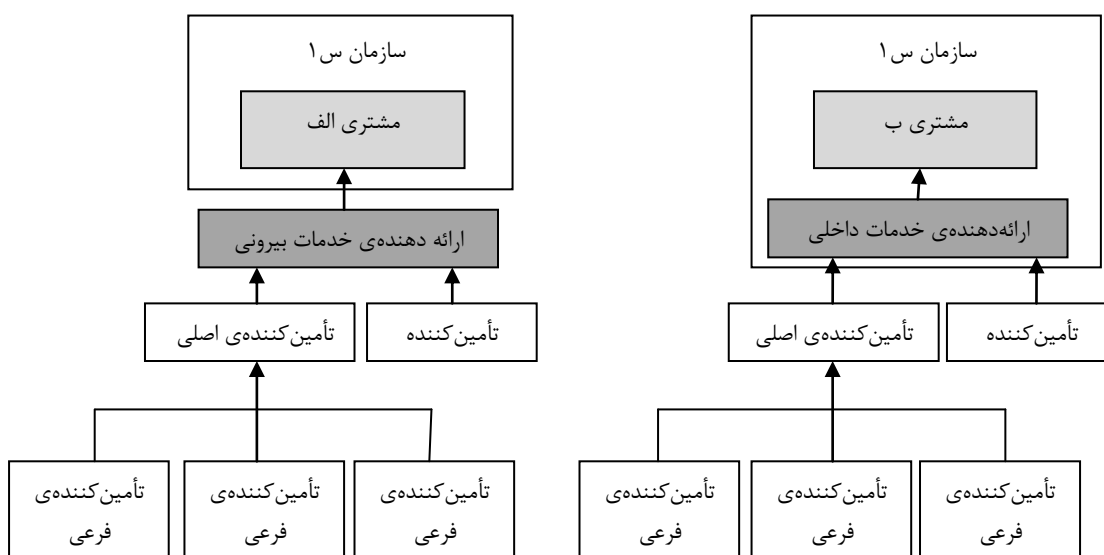 سازمان س۱
مشتری ب
ارائه‌دهنده‌ی خدمات داخلی
تأمین‌کننده
تأمین‌کننده‌ی اصلی
تأمین‌کننده‌ی
فرعی
تأمین‌کننده‌ی
فرعی
تأمین‌کننده‌ی
فرعی
سازمان س۱
مشتری الف
ارائه دهنده‌ی خدمات بیرونی
تأمین‌کننده
تأمین‌کننده‌ی اصلی
تأمین‌کننده‌ی
فرعی
تأمین‌کننده‌ی
فرعی
تأمین‌کننده‌ی
فرعی